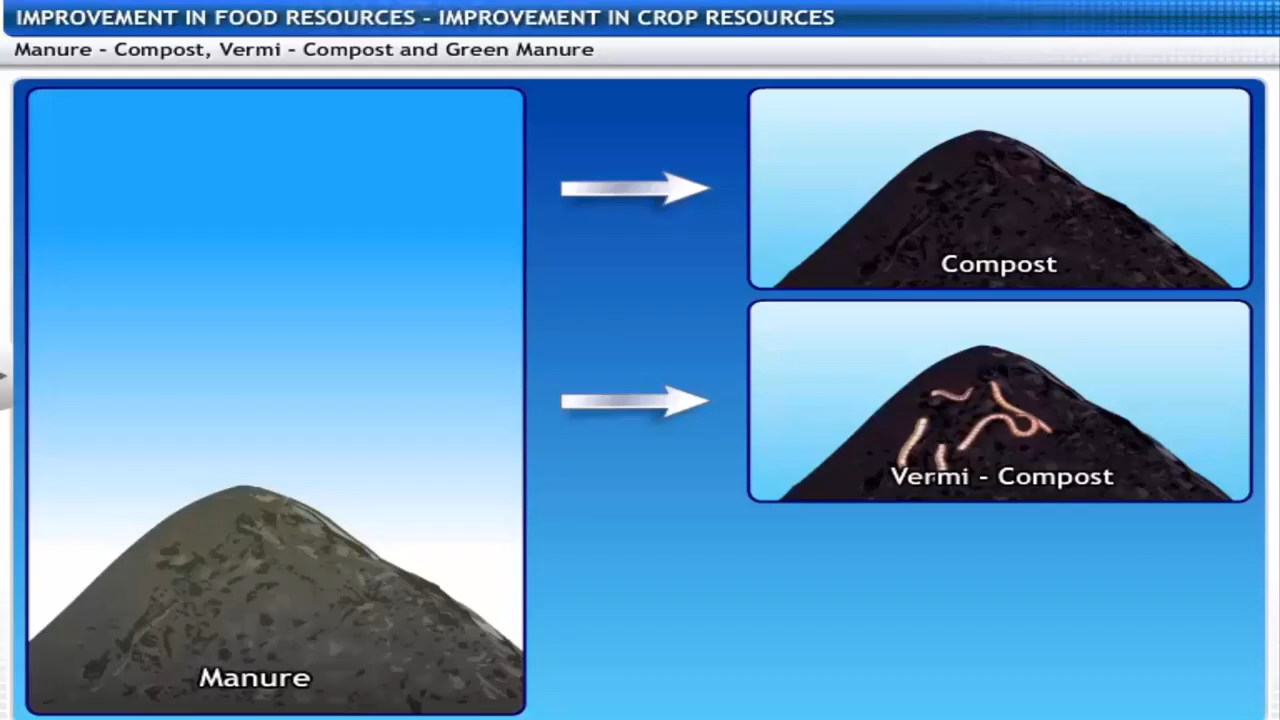 IMPROVEMENT IN FOOD RESOURCES - IMPROVEMENT IN CROP RESOURCES
Manure - Compost, Vermi - Compost and Green Manure
Compost
Vermi - Compost
Manure